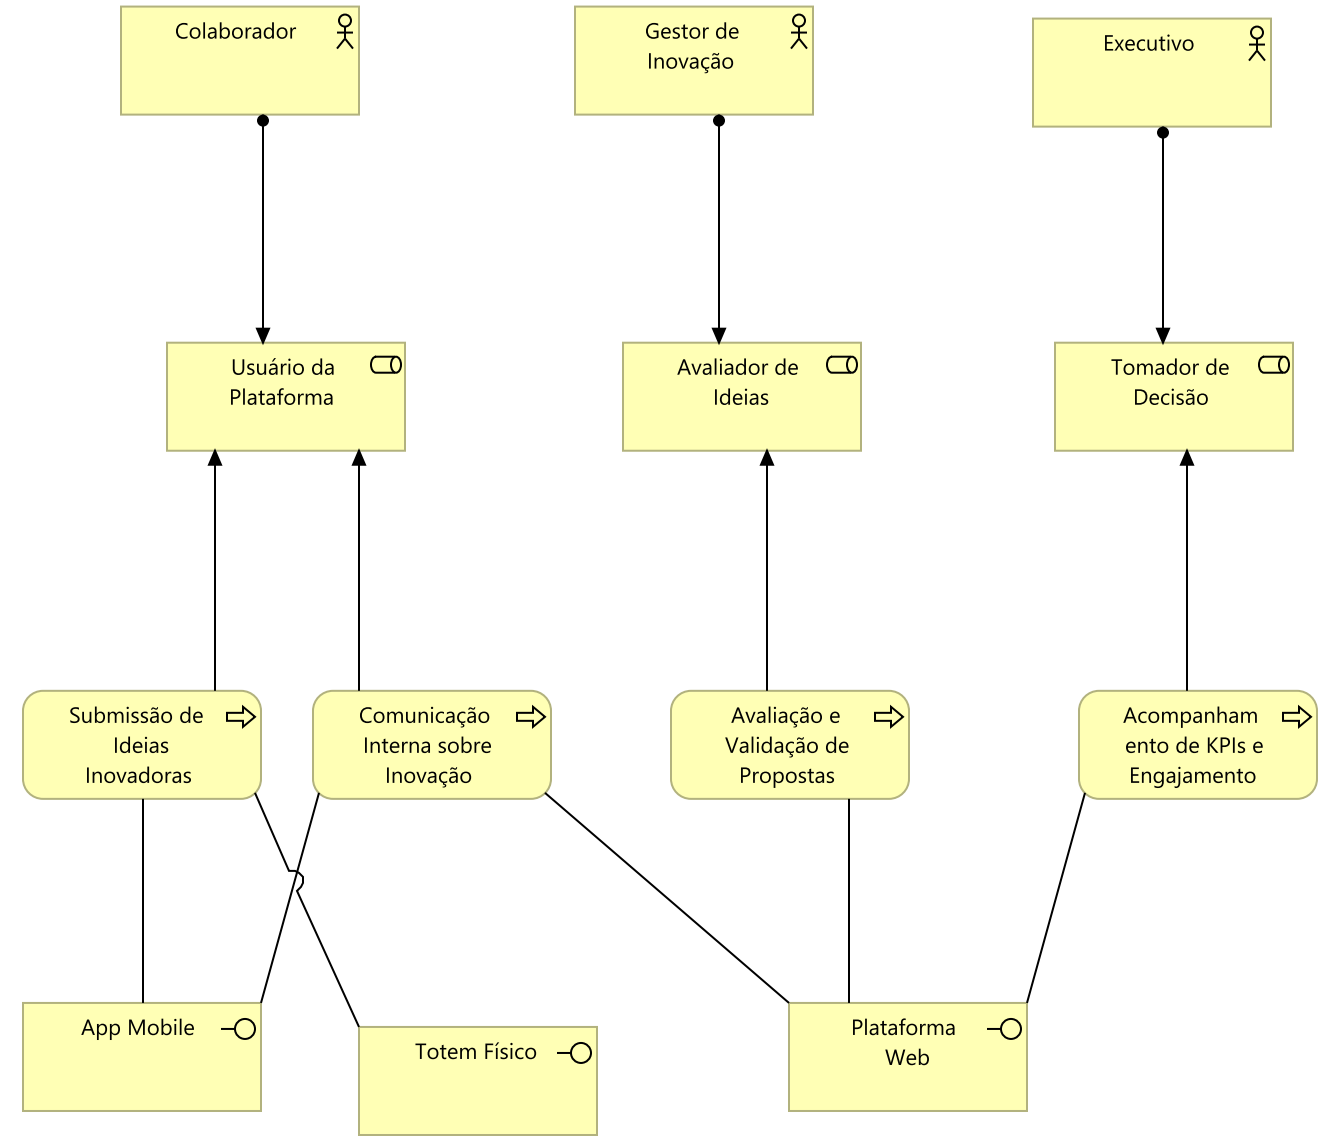 Colaborador
Gestor de
Inovação
Executivo
Usuário da
Plataforma
Avaliador de
Ideias
Tomador de
Decisão
Submissão de
Ideias
Inovadoras
Comunicação
Interna sobre
Inovação
Avaliação e
Validação de
Propostas
Acompanham
ento de KPIs e
Engajamento
App Mobile
Totem Físico
Plataforma
Web